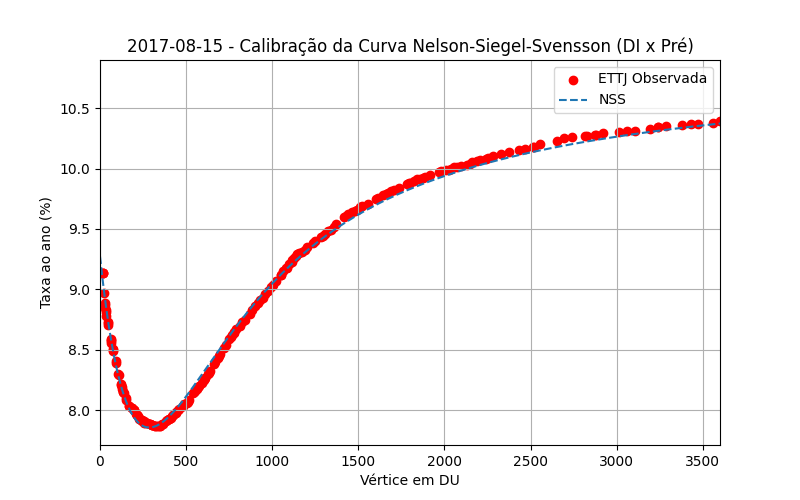 2017-08-15 - Calibração da Curva Nelson-Siegel-Svensson (DI x Pré)
ETTJ Observada
NSS
Taxa ao ano (%)
10.5
10.0
9.5
9.0
8.5
8.0
0 500 1000 1500 2000 2500 3000 3500
Vértice em DU